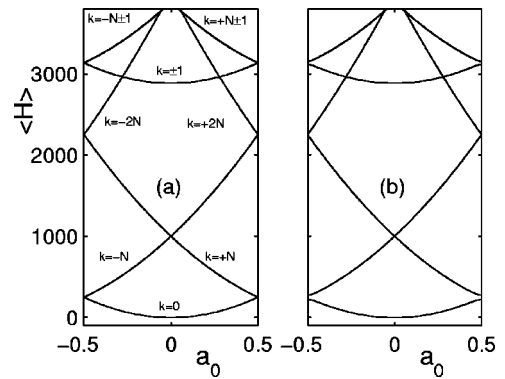 k=-N±1 k=+N±1
3000
k=±1
<H>
k=-2N k=+2N
2000
(a) (b)
1000
k=-N k=+N
k=0
0
-0.5 0 0.5 -0.5 0 0.5
a0 a0